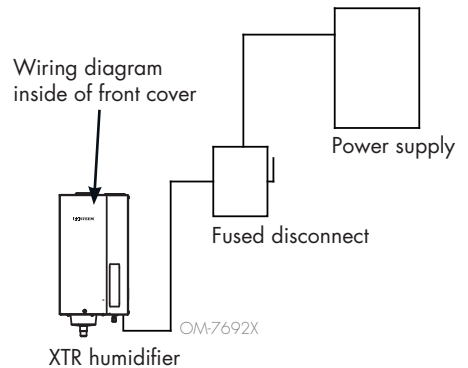 Wiring diagram
inside of front cover
Power supply
Fused disconnect
OM-7692X
XTR humidifier